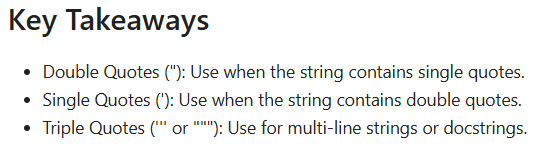 Key Takeaways
• Double Quotes ("): Use when the string contains single quotes.
• Single Quotes ('): Use when the string contains double quotes.
• Triple Quotes (''' or """): Use for multi-line strings or docstrings.